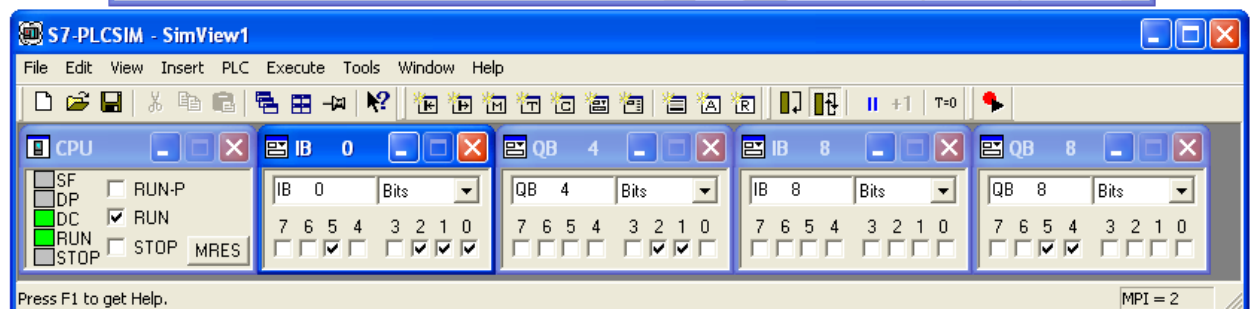 S7-PLCSIM - SimView1
File Edit View Insert PLC Execute Tools Window Help
+1 T=0
CPU
SF
DP
DC
RUN
STOP
RUN-P
RUN
STOP
MRES
IB 0
IB 0 Bits
7 6 5 4 3 2 1 0
QB 4
QB 4 Bits
7 6 5 4 3 2 1 0
IB 8
IB 8 Bits
7 6 5 4 3 2 1 0
QB 8
QB 8 Bits
7 6 5 4 3 2 1 0
Press F1 to get Help.
MPI = 2